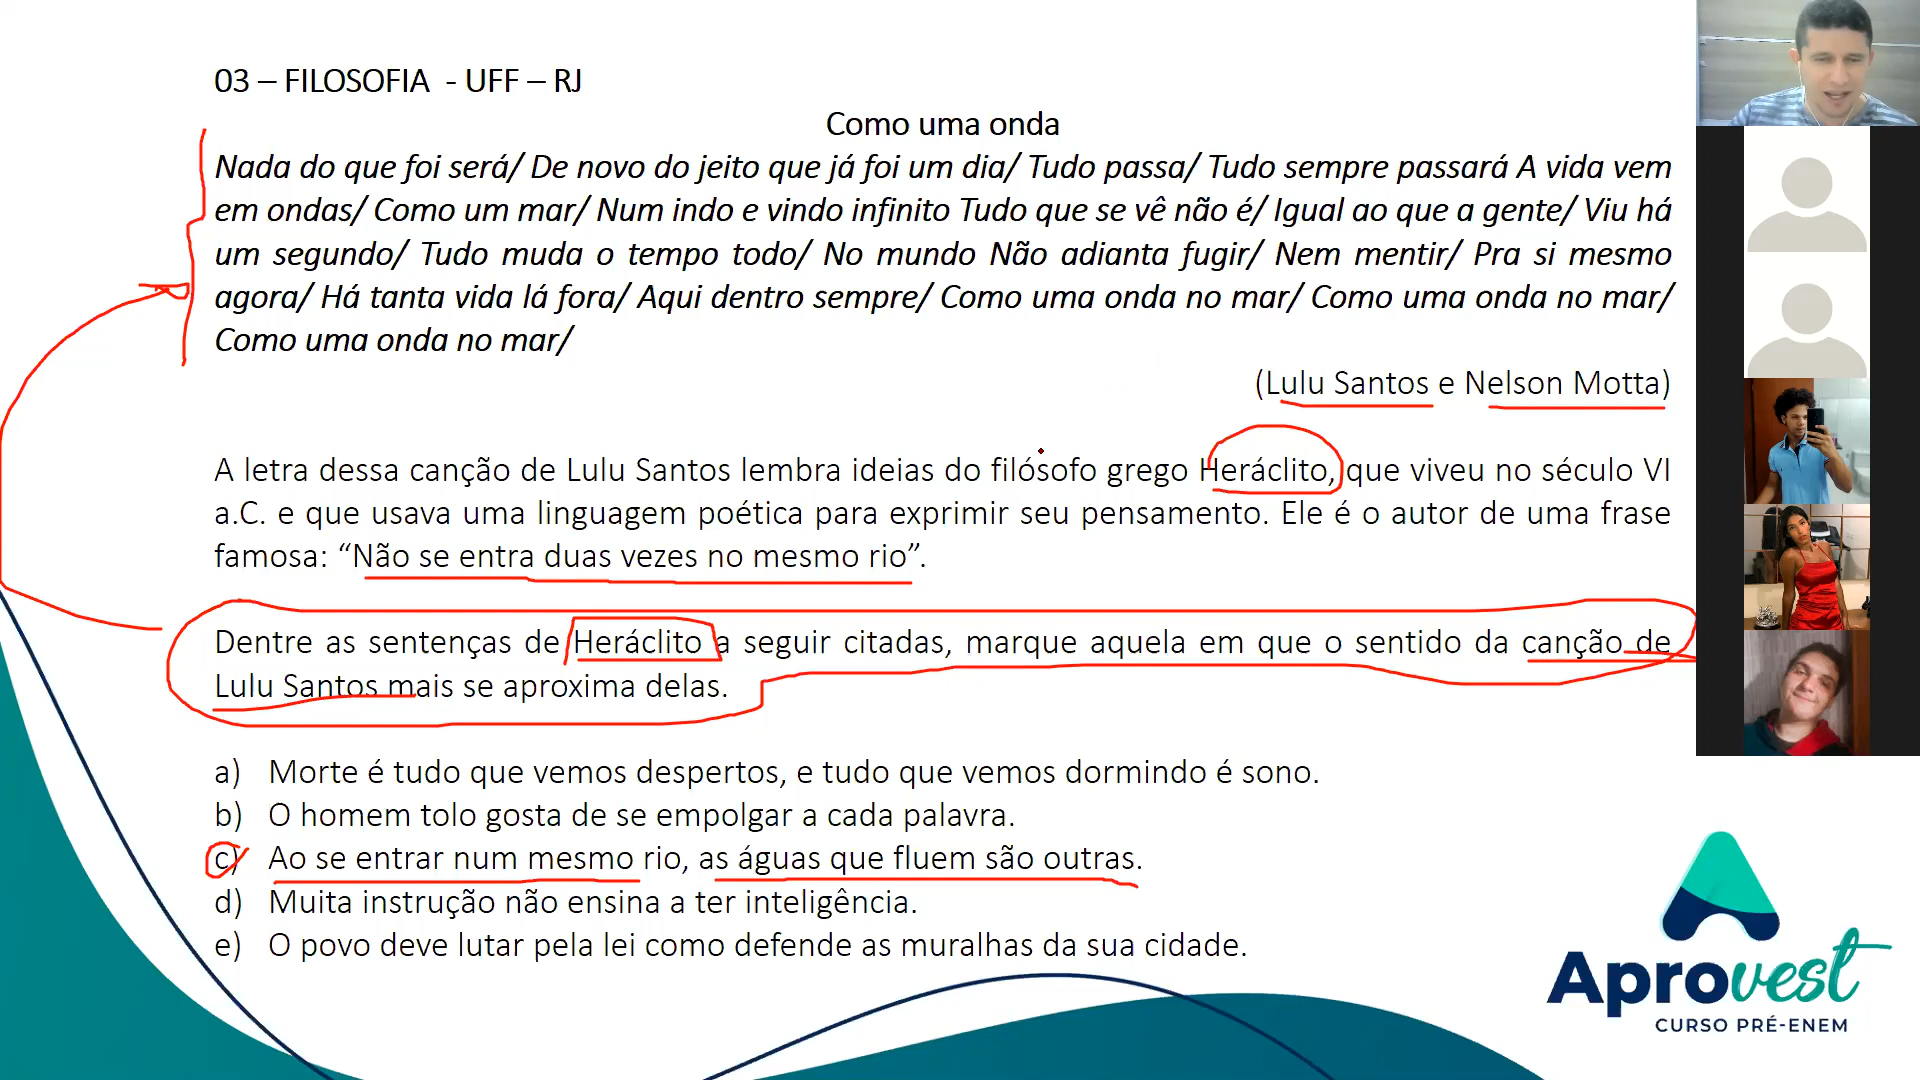 03 – FILOSOFIA - UFF – RJ
Como uma onda
Nada do que foi será/ De novo do jeito que já foi um dia/ Tudo passa/ Tudo sempre passará A vida vem
em ondas/ Como um mar/ Num indo e vindo infinito Tudo que se vê não é/ Igual ao que a gente/ Viu há
um segundo/ Tudo muda o tempo todo/ No mundo Não adianta fugir/ Nem mentir/ Pra si mesmo
agora/ Há tanta vida lá fora/ Aqui dentro sempre/ Como uma onda no mar/ Como uma onda no mar/
Como uma onda no mar/
(Lulu Santos e Nelson Motta)
A letra dessa canção de Lulu Santos lembra ideias do filósofo grego Heráclito, que viveu no século VI
a.C. e que usava uma linguagem poética para exprimir seu pensamento. Ele é o autor de uma frase
famosa: “Não se entra duas vezes no mesmo rio”.
Dentre as sentenças de Heráclito a seguir citadas, marque aquela em que o sentido da canção de
Lulu Santos mais se aproxima delas.
a) Morte é tudo que vemos despertos, e tudo que vemos dormindo é sono.
b) O homem tolo gosta de se empolgar a cada palavra.
c) Ao se entrar num mesmo rio, as águas que fluem são outras.
d) Muita instrução não ensina a ter inteligência.
e) O povo deve lutar pela lei como defende as muralhas da sua cidade.
Aprovest
CURSO PRÉ-ENEM